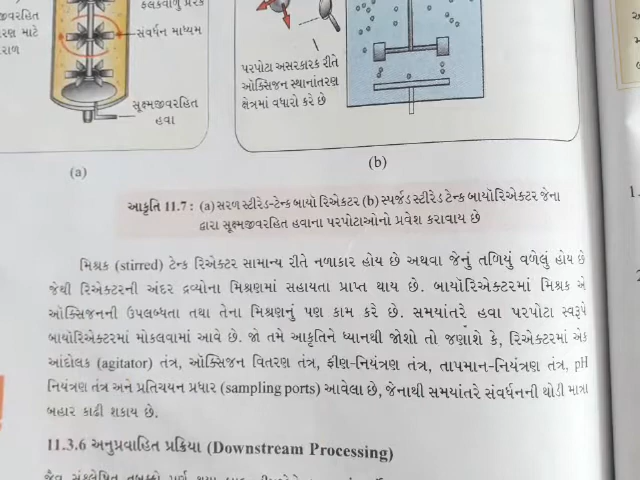 ફલકવાળુ પ્રેરક
સંવર્ધન માધ્યમ
સૂક્ષ્મજીવરહિત
હવા
(a)
પરપોટા અસરકારક રીતે
ઑક્સિજન સ્થાનાંતરણ
ક્ષેત્રમાં વધારો કરે છે
(b)
આકૃતિ 11.7 : (a) સરળ સ્ટીરેડ-ટેન્ક બાયૉ રિએક્ટર (b) સ્પર્જડ સ્ટીરેડ ટેન્ક બાયૉ રિએક્ટર જેના
દ્વારા સૂક્ષ્મજીવરહિત હવાના પરપોટાઓનો પ્રવેશ કરાવાય છે
મિશ્રક (stirred) ટેન્ક રિએક્ટર સામાન્ય રીતે નળાકાર હોય છે અથવા જેનું તળિયું વળેલું હોય છે
જેથી રિએક્ટરની અંદર દ્રવ્યોના મિશ્રણમાં સહાયતા પ્રાપ્ત થાય છે. બાયૉરિએક્ટરમાં મિશ્રક એ
ઑક્સિજનની ઉપલબ્ધતા તથા તેના મિશ્રણનું પણ કામ કરે છે. સમયાંતરે હવા પરપોટા સ્વરૂપે
બાયૉરિએક્ટરમાં મોકલવામાં આવે છે. જો તમે આકૃતિને ધ્યાનથી જોશો તો જણાશે કે, રિએક્ટરમાં એક
આંદોલક (agitator) તંત્ર, ઑક્સિજન વિતરણ તંત્ર, ફીણ-નિયંત્રણ તંત્ર, તાપમાન-નિયંત્રણ તંત્ર, pH
નિયંત્રણ તંત્ર અને પ્રતિચયન પ્રધાર (sampling ports) આવેલા છે, જેનાથી સમયાંતરે સંવર્ધનની થોડી માત્રા
બહાર કાઢી શકાય છે.
11.3.6 અનુપ્રવાહિત પ્રક્રિયા (Downstream Processing)